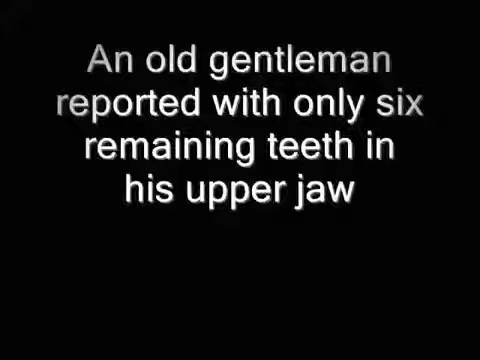 An old gentleman
reported with only six
remaining teeth in
his upper jaw